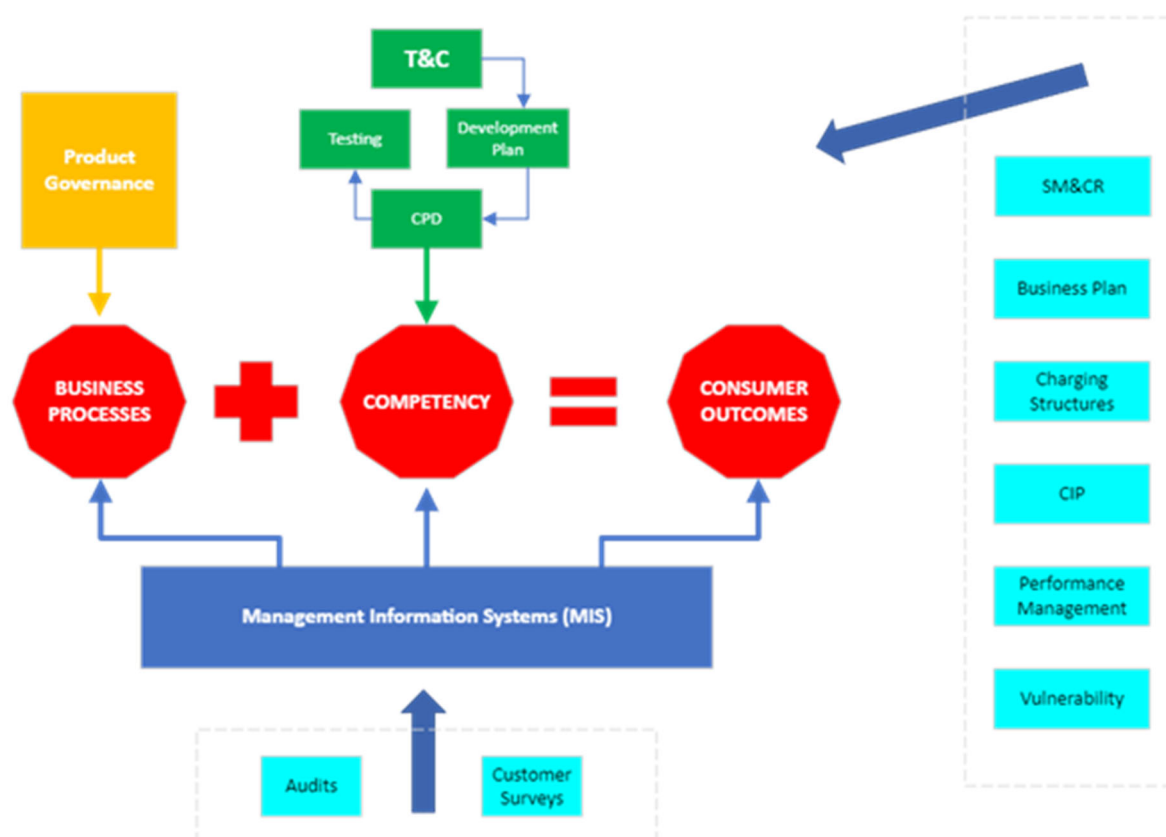 T&C
Product
Governance
Testing
Development
Plan
CPD
SM&CR
Business Plan
BUSINESS
PROCESSES
COMPETENCY
CONSUMER
OUTCOMES
Charging
Structures
CIP
Management Information Systems (MIS)
Performance
Management
Vulnerability
Audits
Customer
Surveys